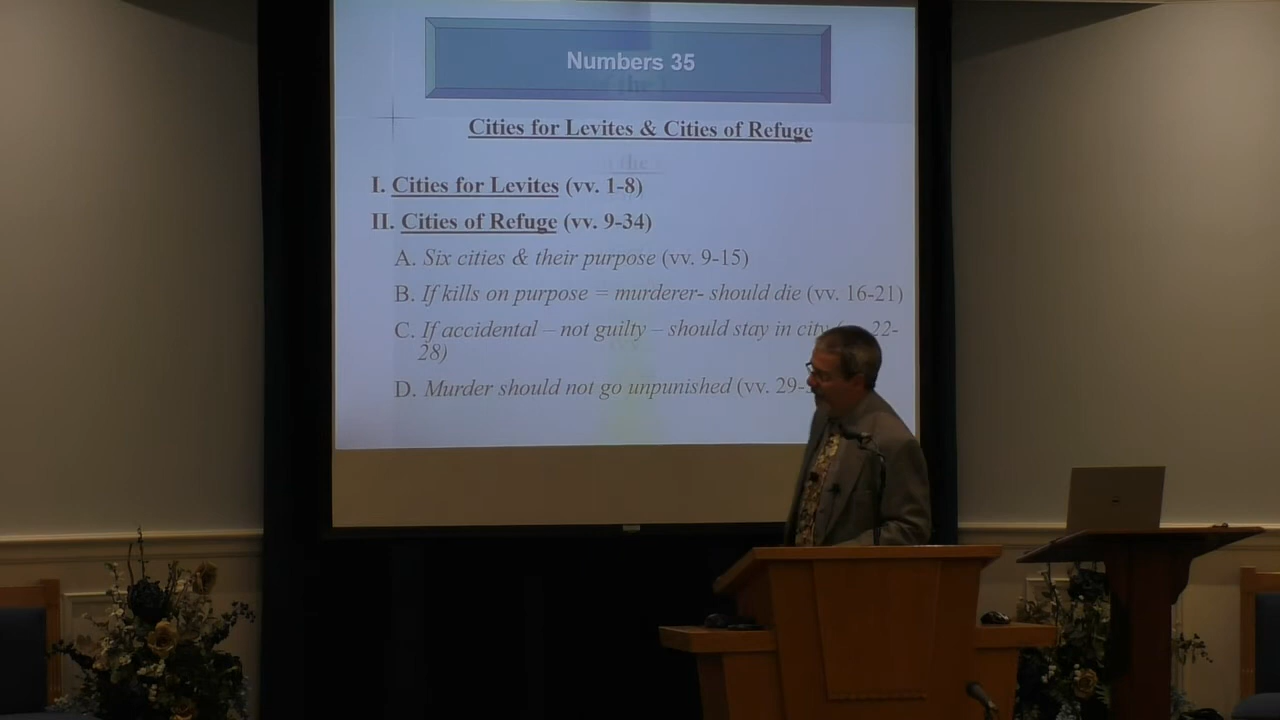 Numbers 35
Cities for Levites & Cities of Refuge
I. Cities for Levites (vv. 1-8)
II. Cities of Refuge (vv. 9-34)
A. Six cities & their purpose (vv. 9-15)
B. If kills on purpose = murderer- should die (vv. 16-21)
C. If accidental – not guilty – should stay in city 22-
28)
D. Murder should not go unpunished (vv. 29-